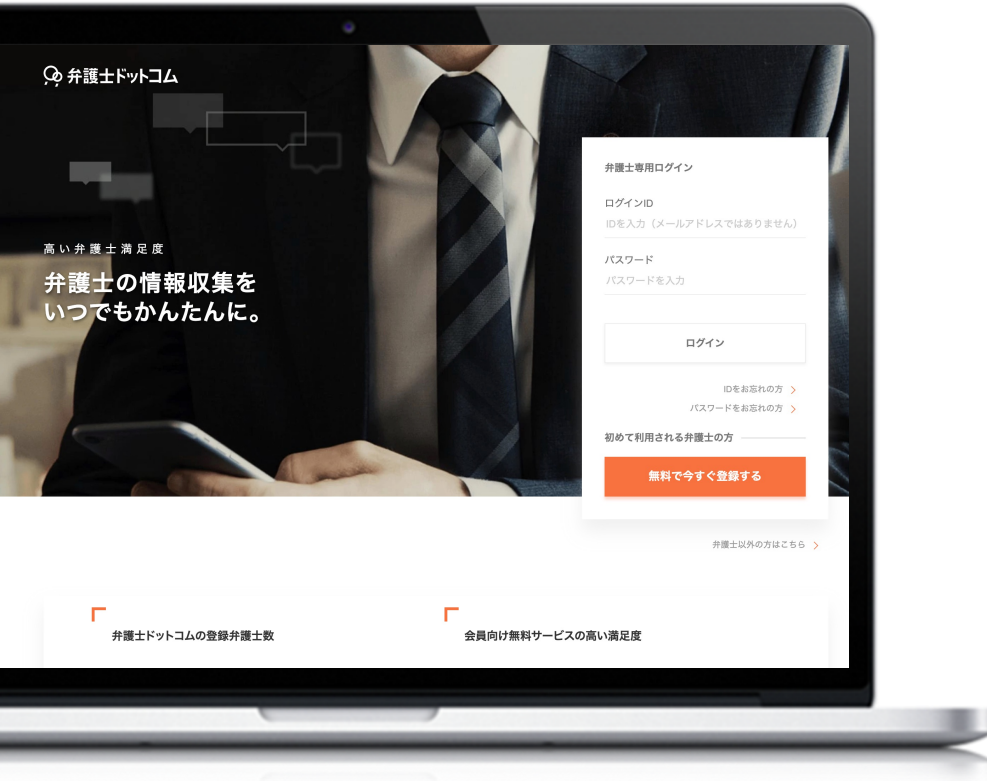 弁護士ドットコム
高い弁護士満足度
弁護士の情報収集を
いつでもかんたんに。
弁護士専用ログイン
ログインID
IDを入力（メールアドレスではありません）
パスワード
パスワードを入力
ログイン
IDをお忘れの方
パスワードをお忘れの方
初めて利用される弁護士の方
無料で今すぐ登録する
弁護士以外の方はこちら
弁護士ドットコムの登録弁護士数
会員向け無料サービスの高い満足度